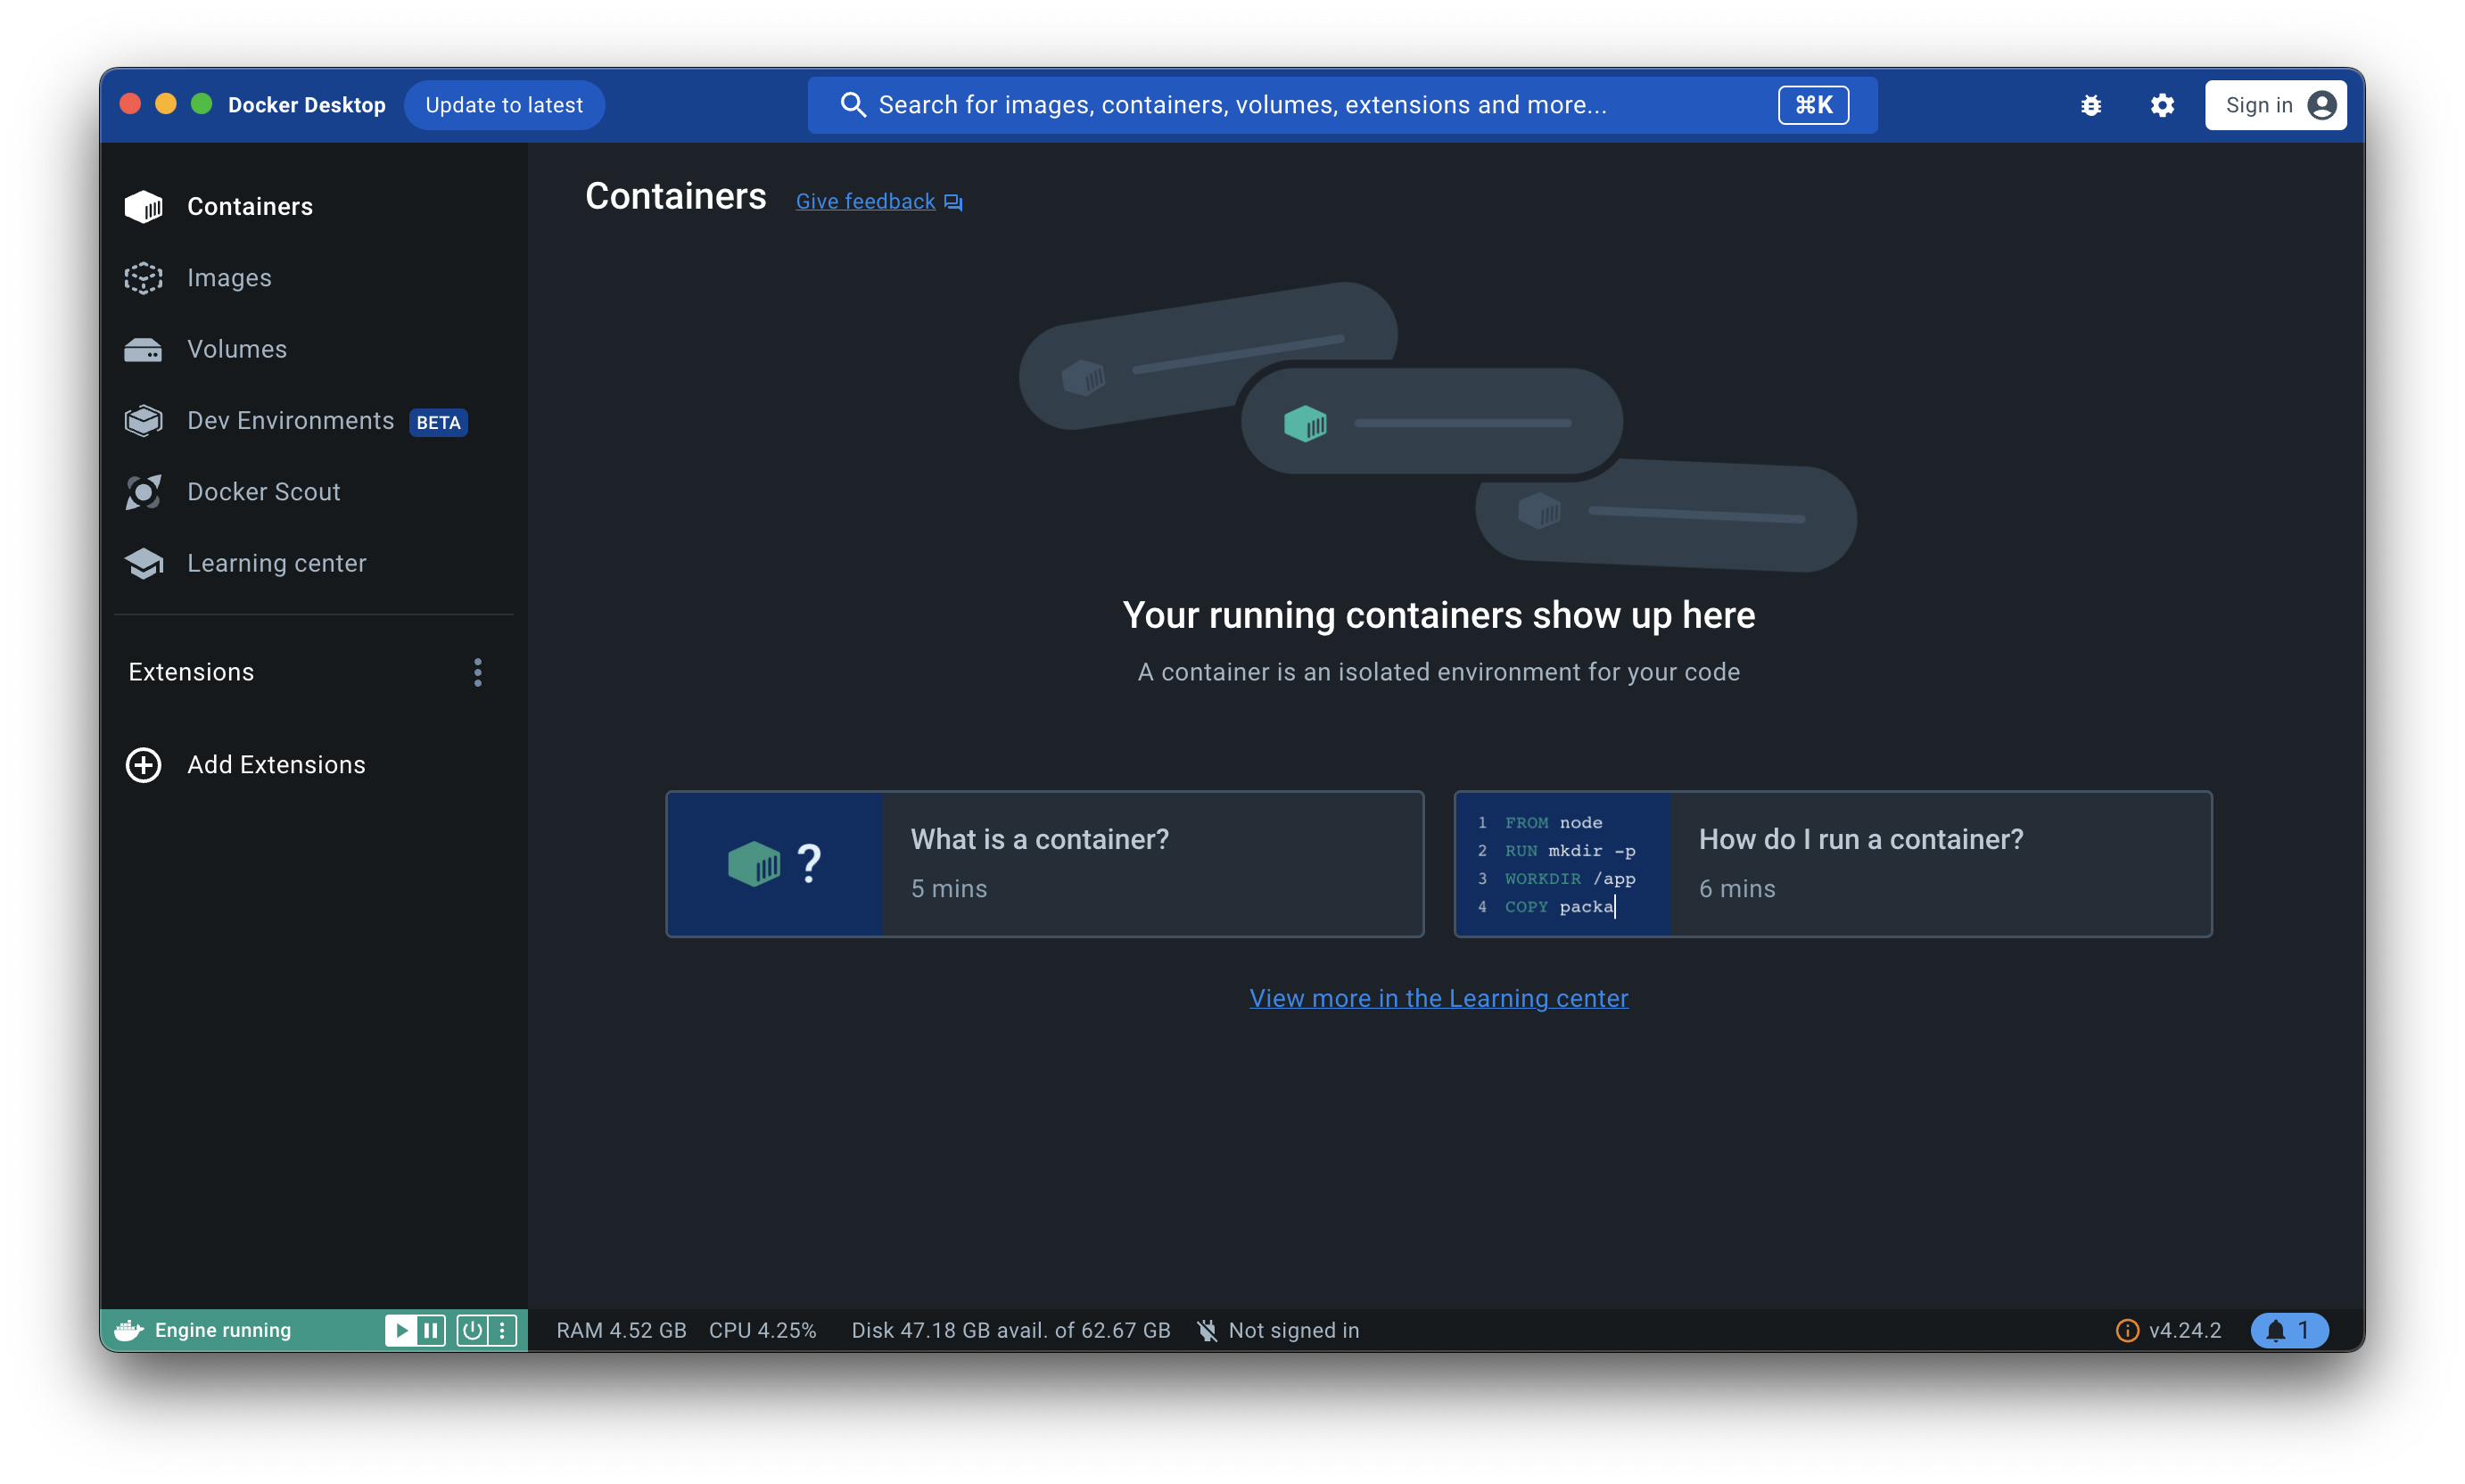 Docker Desktop
Update to latest
Search for images, containers, volumes, extensions and more...
⌘K
Sign in
Containers
Images
Volumes
Dev Environments BETA
Docker Scout
Learning center
Extensions
Add Extensions
Containers
Give feedback
Your running containers show up here
A container is an isolated environment for your code
?
What is a container?
5 mins
1 FROM node
2 RUN mkdir -p
3 WORKDIR /app
4 COPY packa
How do I run a container?
6 mins
View more in the Learning center
Engine running
RAM 4.52 GB CPU 4.25% Disk 47.18 GB avail. of 62.67 GB Not signed in
v4.24.2
1